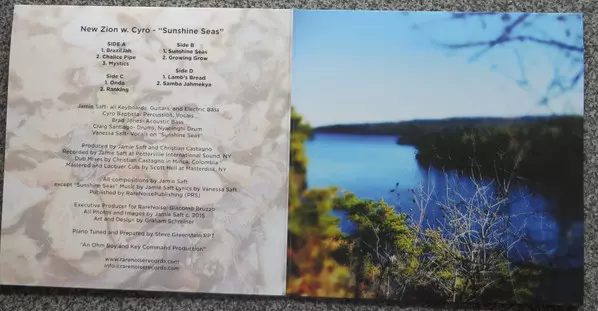 New Zion w. Cyro - "Sunshine Seas"
SIDE A
1. Brazil Jah
2. Chalice Pipe
3. Mystics
Side B
1. Sunshine Seas
2. Growing Grow
Side C
1. Onda
2. Ranking
Side D
1. Lamb's Bread
2. Samba Jahmekya
Jamie Saft- all Keyboards, Guitars, and Electric Bass
Cyro Baptista- Percussion, Vocals
Brad Jones- Acoustic Bass
Craig Santiago- Drums, Nyabinghi Drum
Vanessa Saft- Vocals on "Sunshine Seas"
Produced by Jamie Saft and Christian Castagno
Recorded by Jamie Saft at Potterville International Sound, NY
Dub Mixes by Christian Castagno in Minca, Colombia
Mastered and Lacquer Cuts by Scott Hull at Masterdisk, NY
All compositions by Jamie Saft
except "Sunshine Seas" Music by Jamie Saft Lyrics by Vanessa Saft
Published by RareNoisePublishing (PRS)
Executive Producer for RareNoise: Giacomo Bruzzo
All Photos and Images by Jamie Saft c. 2015
Art and Design by Graham Schreiner
Piano Tuned and Prepared by Steve Greenstein RPT
"An Ohm Boy and Key Command Production"
www.rarenoiserecords.com
info@rarenoiserecords.com